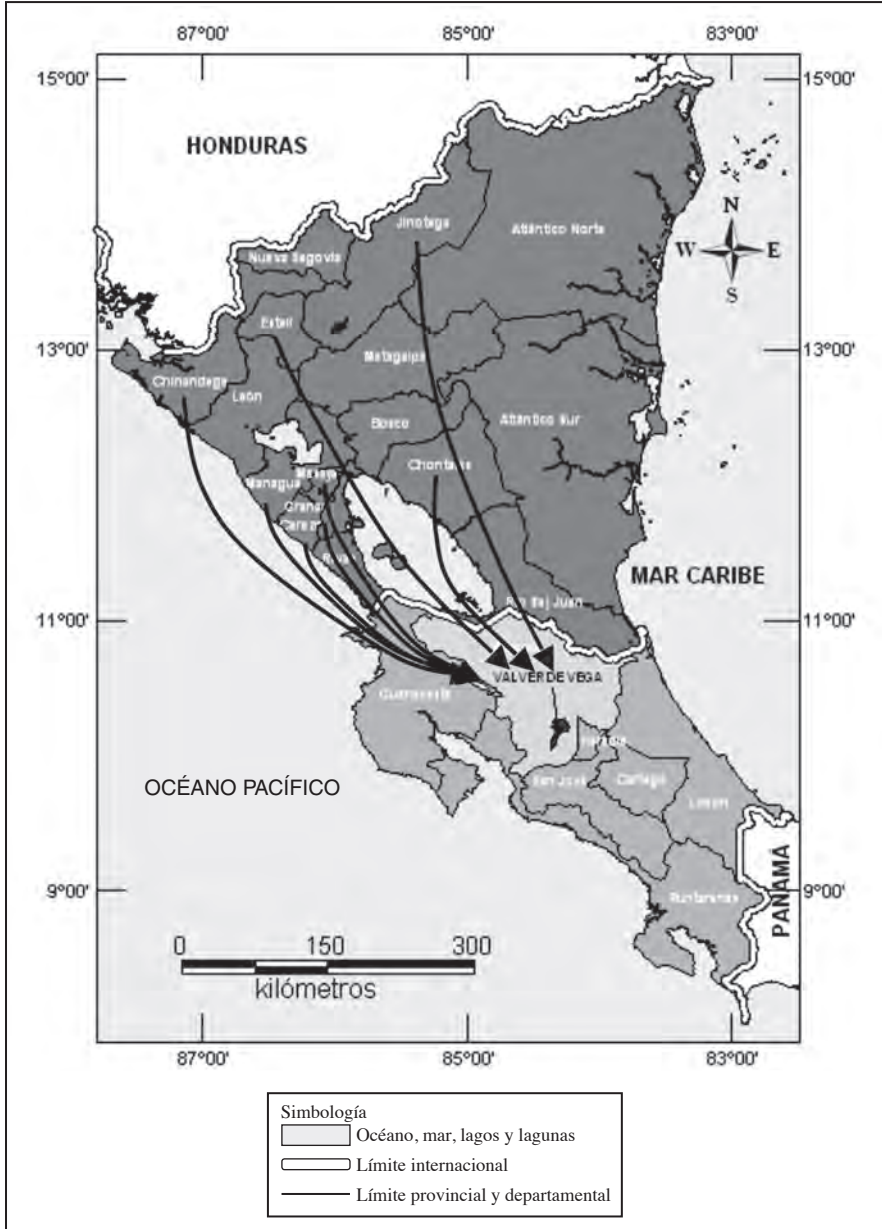 87°00' 85°00' 83°00'
15°00' 15°00'
HONDURAS
N
W E
S
Jinotega
Atlántico Norte
Nueva Segovia
Estelí
13°00' 13°00'
Matagalpa
Chinandega
León
Boaco
Atlántico Sur
Chontales
Masaya
Managua
Grana
Carazo
Rivas
MAR CARIBE
Río San Juan
11°00' 11°00'
VALVERDE VEGA
Guanacaste
Heredia
OCÉANO PACÍFICO
San José
Cartago
Limón
Puntarenas
PANAMÁ
9°00' 9°00'
0 150 300
kilómetros
87°00' 85°00' 83°00'
Simbología
Océano, mar, lagos y lagunas
Límite internacional
Límite provincial y departamental